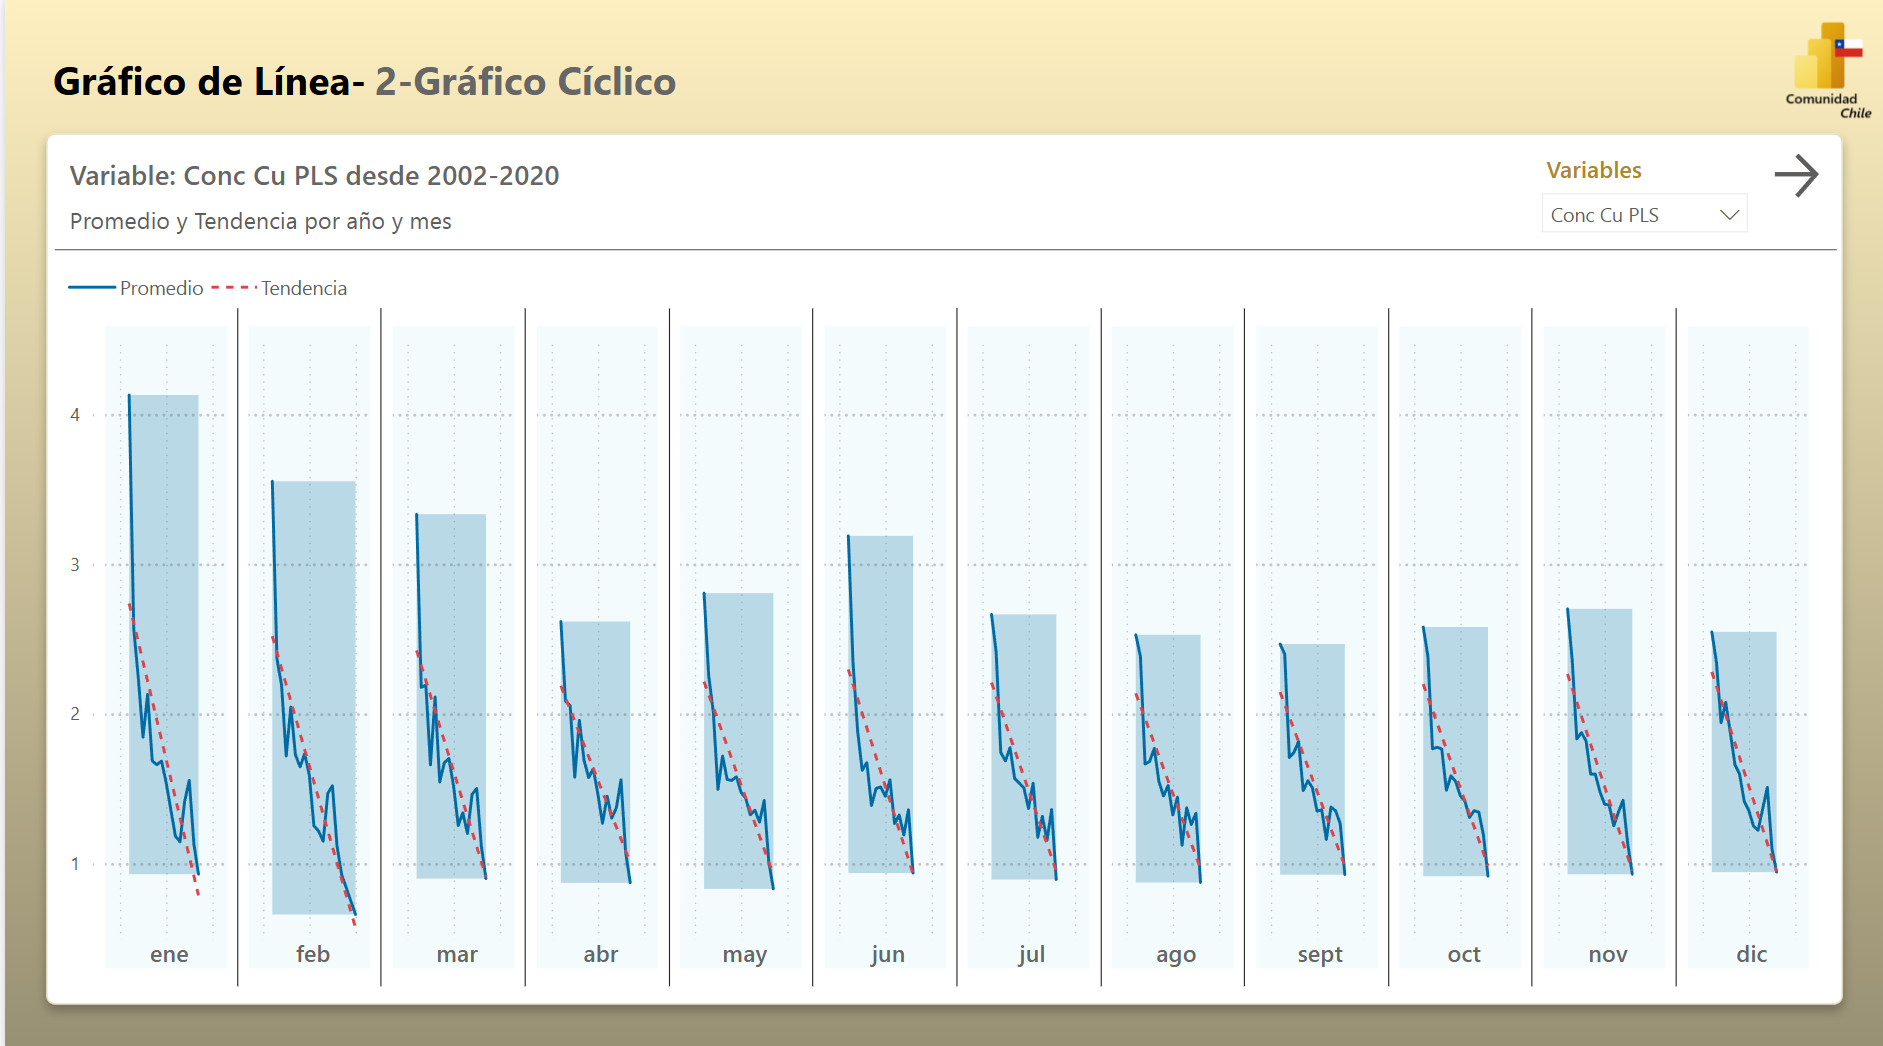 Gráfico de Línea- 2-Gráfico Cíclico
Comunidad
Chile
Variable: Conc Cu PLS desde 2002-2020
Promedio y Tendencia por año y mes
Variables
Conc Cu PLS
Promedio Tendencia
4
3
2
1
ene feb mar abr may jun jul ago sept oct nov dic